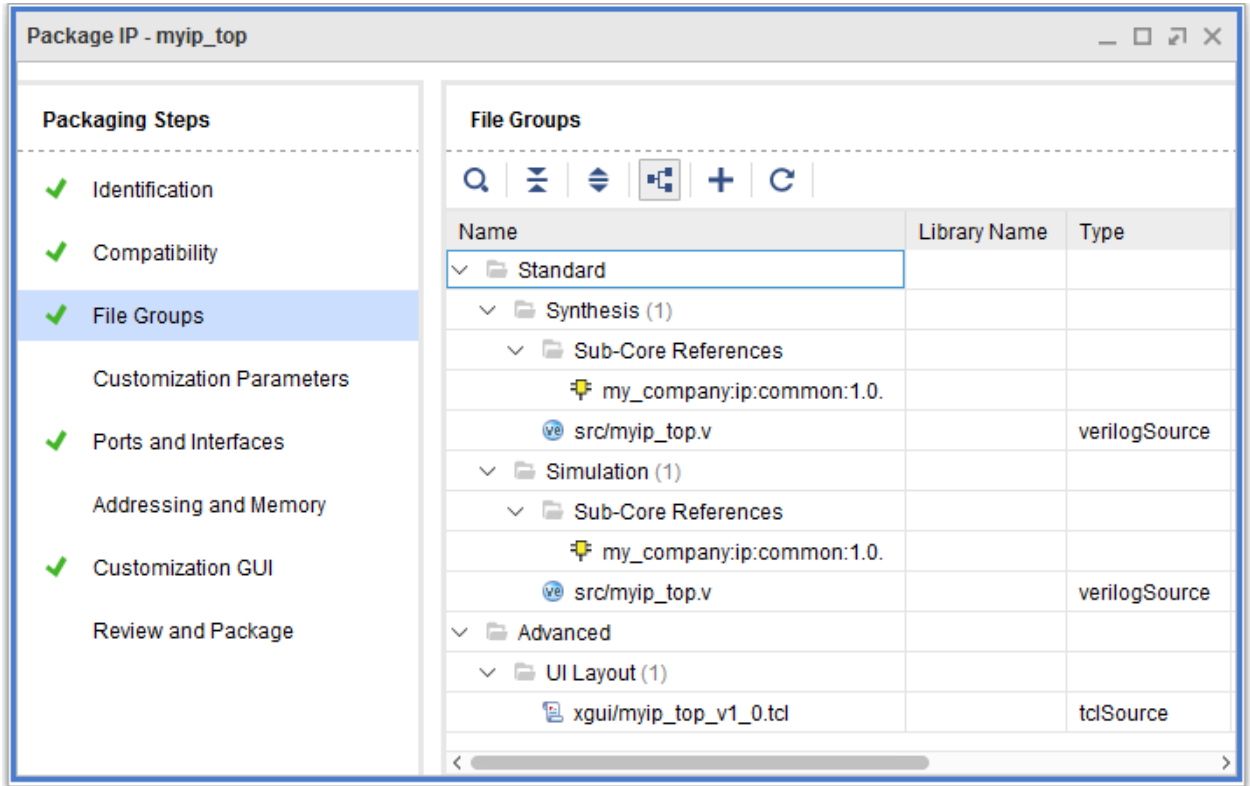 Package IP - myip_top
Packaging Steps
Identification
Compatibility
File Groups
Customization Parameters
Ports and Interfaces
Addressing and Memory
Customization GUI
Review and Package
File Groups
Name Library Name Type
Standard
Synthesis (1)
Sub-Core References
my_company:ip:common:1.0.
src/myip_top.v verilogSource
Simulation (1)
Sub-Core References
my_company:ip:common:1.0.
src/myip_top.v verilogSource
Advanced
UI Layout (1)
xgui/myip_top_v1_0.tcl tclSource